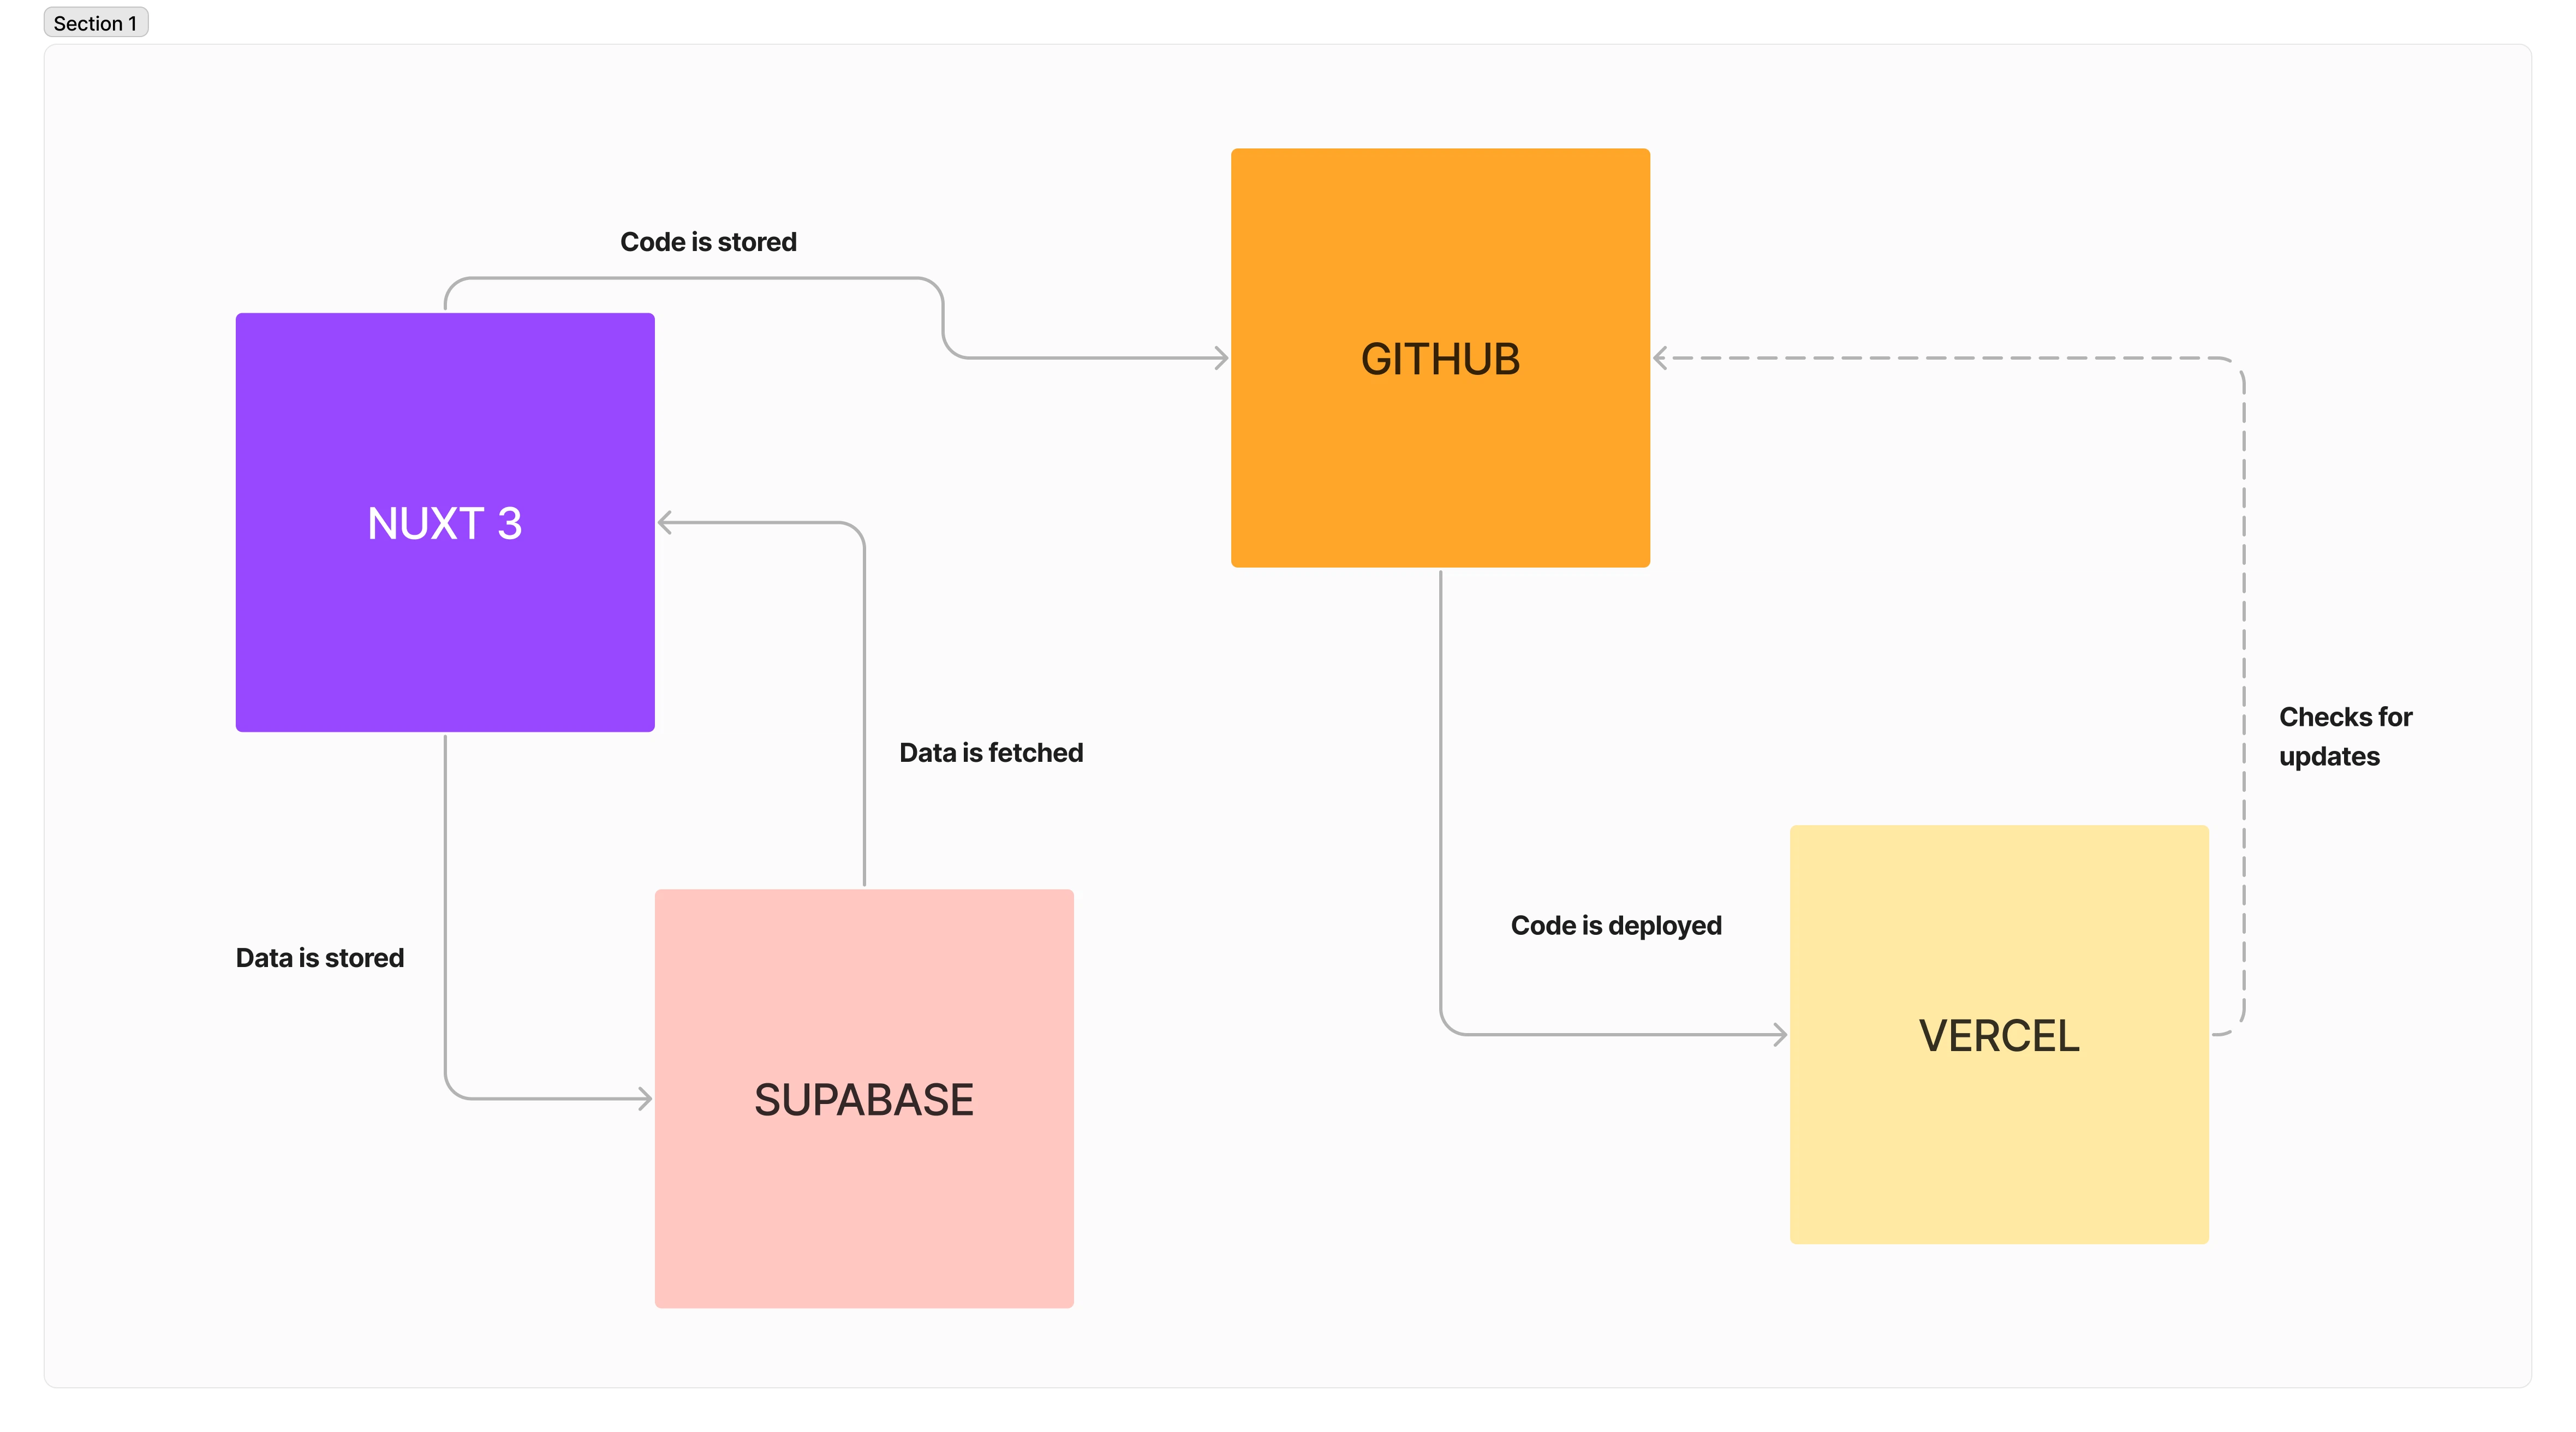 Section 1
Code is stored
GITHUB
NUXT 3
Data is fetched
Checks for
updates
Data is stored
Code is deployed
SUPABASE
VERCEL